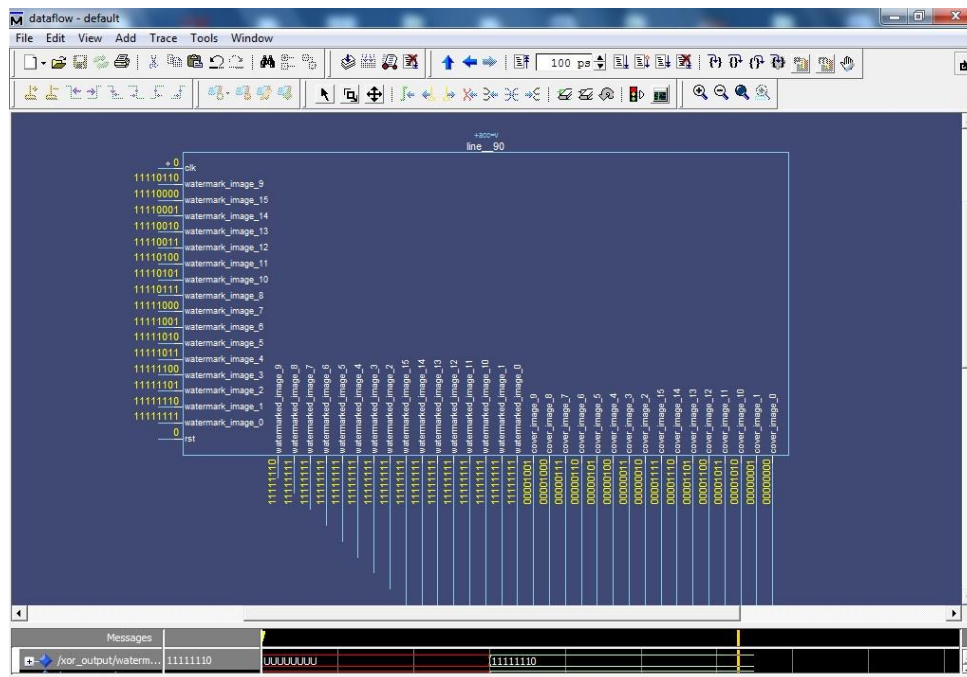 dataflow - default
File Edit View Add Trace Tools Window
100 ps
+acc=v
line__90
0 clk
11110110 watermark_image_9
11110000 watermark_image_15
11110001 watermark_image_14
11110010 watermark_image_13
11110011 watermark_image_12
11110100 watermark_image_11
11110101 watermark_image_10
11110111 watermark_image_8
11111000 watermark_image_7
11111001 watermark_image_6
11111010 watermark_image_5
11111011 watermark_image_4
11111100 watermark_image_3
11111101 watermark_image_2
11111110 watermark_image_1
11111111 watermark_image_0
0 rst
watermarked_image_9 11111110
watermarked_image_8 11111111
watermarked_image_7 11111111
watermarked_image_6 11111111
watermarked_image_5 11111111
watermarked_image_4 11111111
watermarked_image_3 11111111
watermarked_image_2 11111111
watermarked_image_15 11111111
watermarked_image_14 11111111
watermarked_image_13 11111111
watermarked_image_12 11111111
watermarked_image_11 11111111
watermarked_image_10 11111111
watermarked_image_1 11111111
watermarked_image_0 11111111
cover_image_9 00001001
cover_image_8 00001000
cover_image_7 00000111
cover_image_6 00000110
cover_image_5 00000101
cover_image_4 00000100
cover_image_3 00000011
cover_image_2 00000010
cover_image_15 00001111
cover_image_14 00001110
cover_image_13 00001101
cover_image_12 00001100
cover_image_11 00001011
cover_image_10 00001010
cover_image_1 00000001
cover_image_0 00000000
Messages
/xor_output/waterm... 11111110 UUUUUUUU 11111110